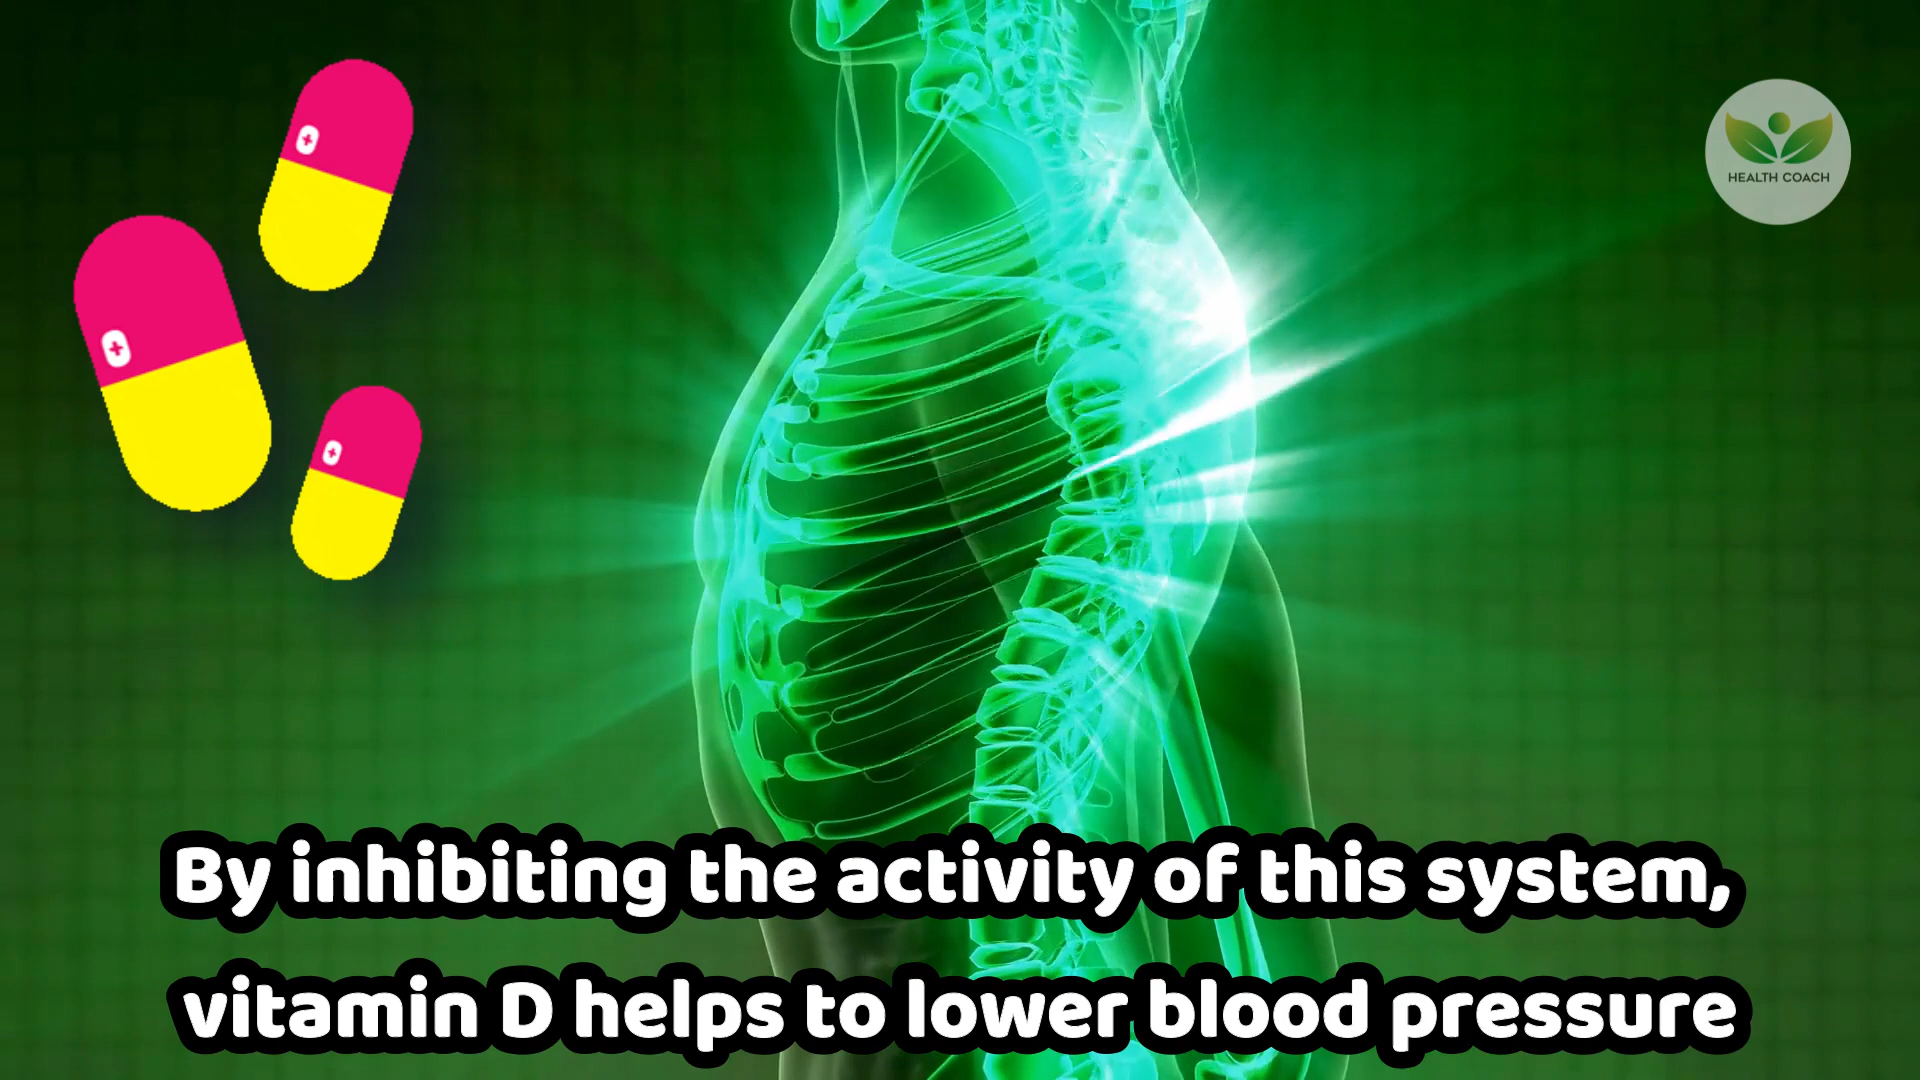 HEALTH COACH
By inhibiting the activity of this system,
vitamin D helps to lower blood pressure